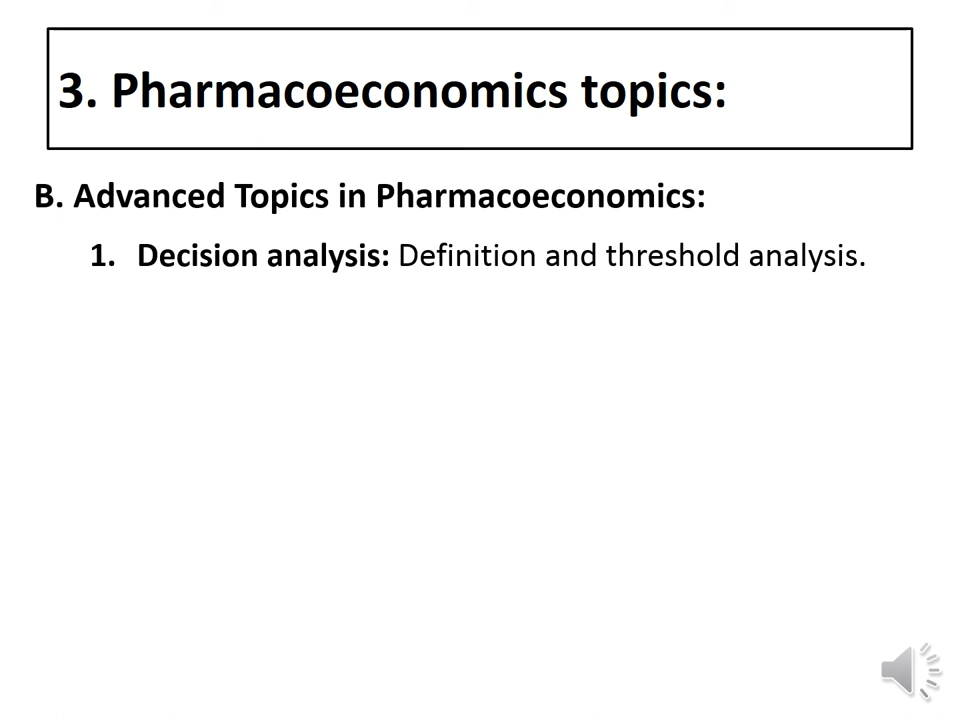 3. Pharmacoeconomics topics:
B. Advanced Topics in Pharmacoeconomics:
1. Decision analysis: Definition and threshold analysis.